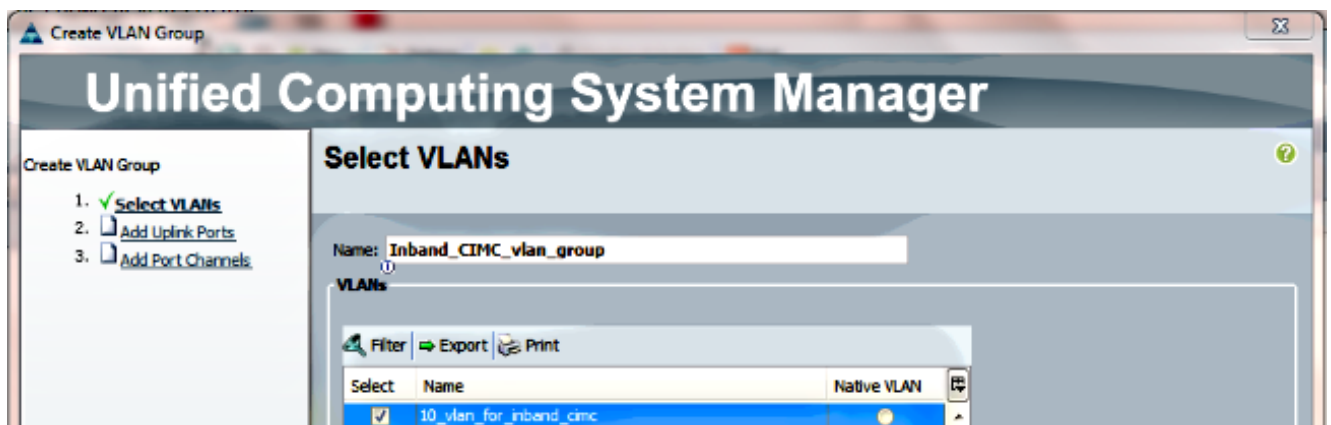 Create VLAN Group
Unified Computing System Manager
Create VLAN Group
1. Select VLANs
2. Add Uplink Ports
3. Add Port Channels
Select VLANs
Name: Inband_CIMC_vlan_group
VLANs
Filter Export Print
Select Name Native VLAN
10_vlan_for_inband_cimc